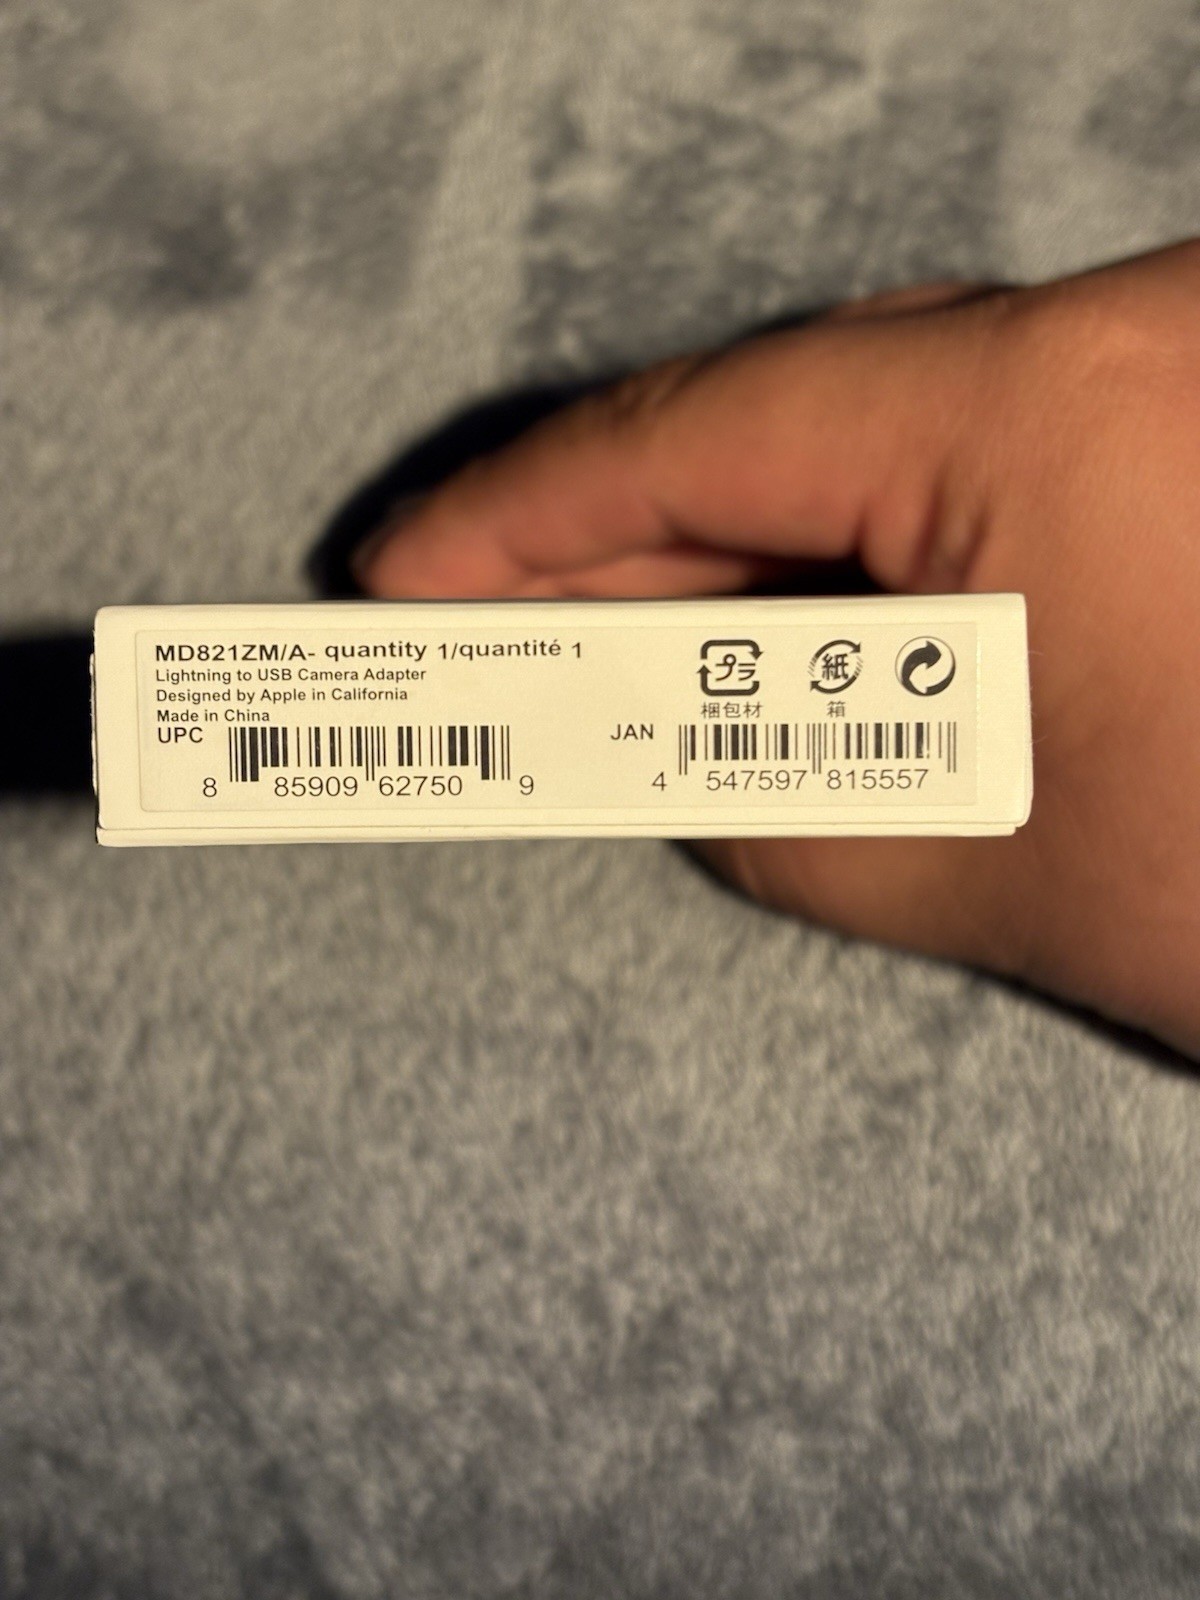 MD821ZM/A- quantity 1/quantité 1
Lightning to USB Camera Adapter
Designed by Apple in California
Made in China
UPC
8 85909 62750 9
プラ
梱包材
紙
箱
JAN
4 547597 815557